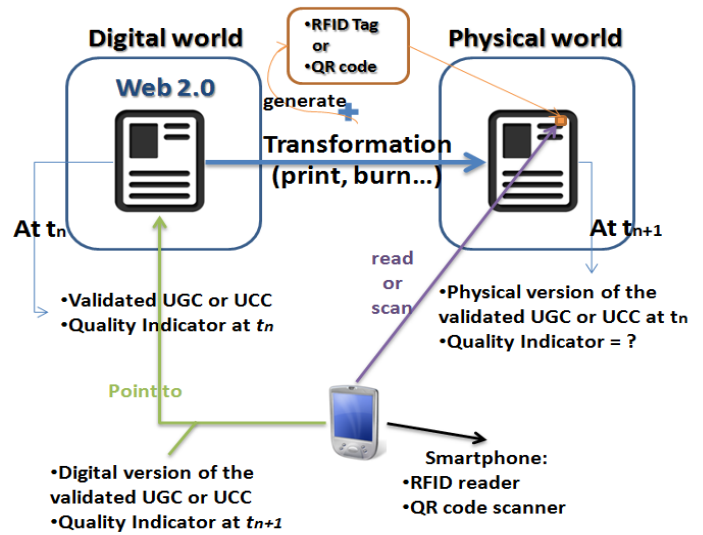 •RFID Tag
or
•QR code
Digital world
Physical world
Web 2.0
generate
Transformation
(print, burn...)
At tn
At tn+1
read
or
scan
•Validated UGC or UCC
•Quality Indicator at tn
•Physical version of the
validated UGC or UCC at tn
•Quality Indicator = ?
Point to
Smartphone:
•RFID reader
•QR code scanner
•Digital version of the
validated UGC or UCC
•Quality Indicator at tn+1